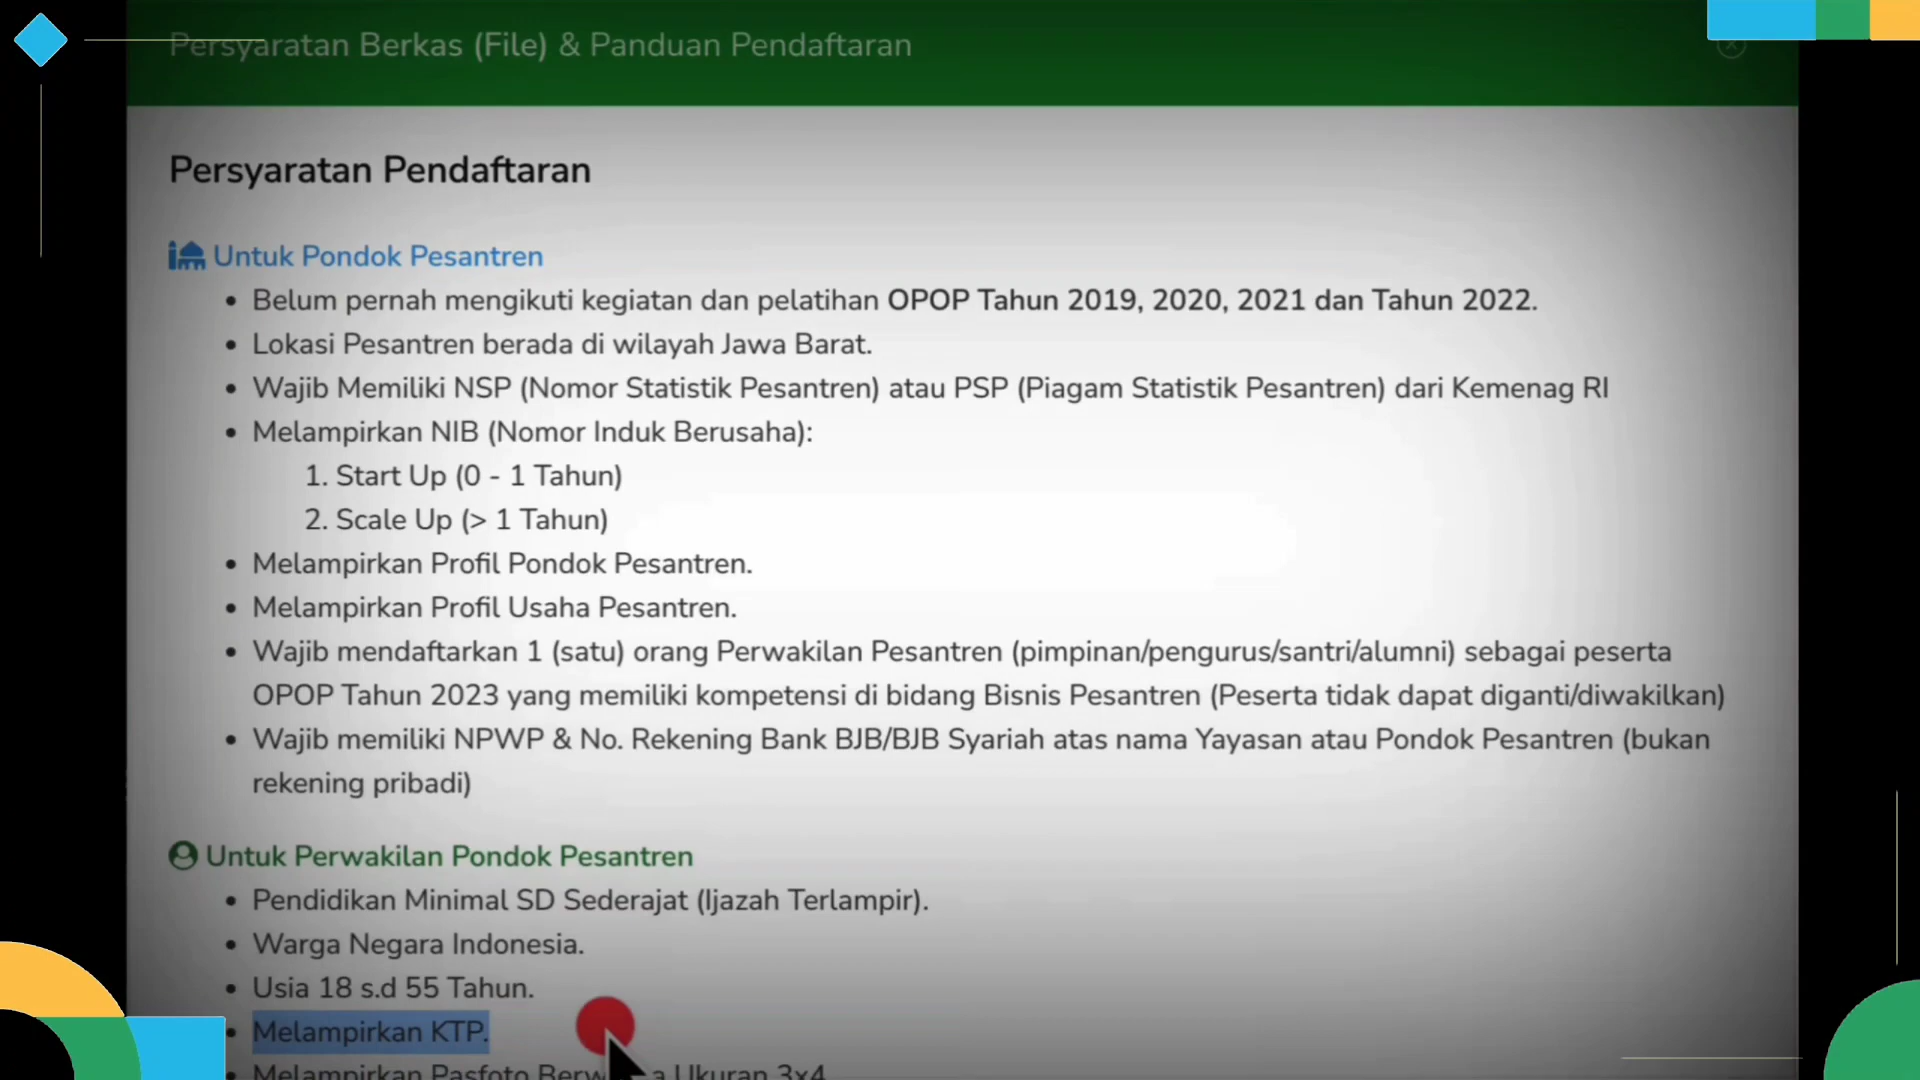 Persyaratan Berkas (File) & Panduan Pendaftaran
Persyaratan Pendaftaran
Untuk Pondok Pesantren
• Belum pernah mengikuti kegiatan dan pelatihan OPOP Tahun 2019, 2020, 2021 dan Tahun 2022.
• Lokasi Pesantren berada di wilayah Jawa Barat.
• Wajib Memiliki NSP (Nomor Statistik Pesantren) atau PSP (Piagam Statistik Pesantren) dari Kemenag RI
• Melampirkan NIB (Nomor Induk Berusaha):
1. Start Up (0 - 1 Tahun)
2. Scale Up (> 1 Tahun)
• Melampirkan Profil Pondok Pesantren.
• Melampirkan Profil Usaha Pesantren.
• Wajib mendaftarkan 1 (satu) orang Perwakilan Pesantren (pimpinan/pengurus/santri/alumni) sebagai peserta
OPOP Tahun 2023 yang memiliki kompetensi di bidang Bisnis Pesantren (Peserta tidak dapat diganti/diwakilkan)
• Wajib memiliki NPWP & No. Rekening Bank BJB/BJB Syariah atas nama Yayasan atau Pondok Pesantren (bukan
rekening pribadi)
Untuk Perwakilan Pondok Pesantren
• Pendidikan Minimal SD Sederajat (Ijazah Terlampir).
• Warga Negara Indonesia.
• Usia 18 s.d 55 Tahun.
• Melampirkan KTP.
• Melampirkan Pasfoto Ukuran 3x4